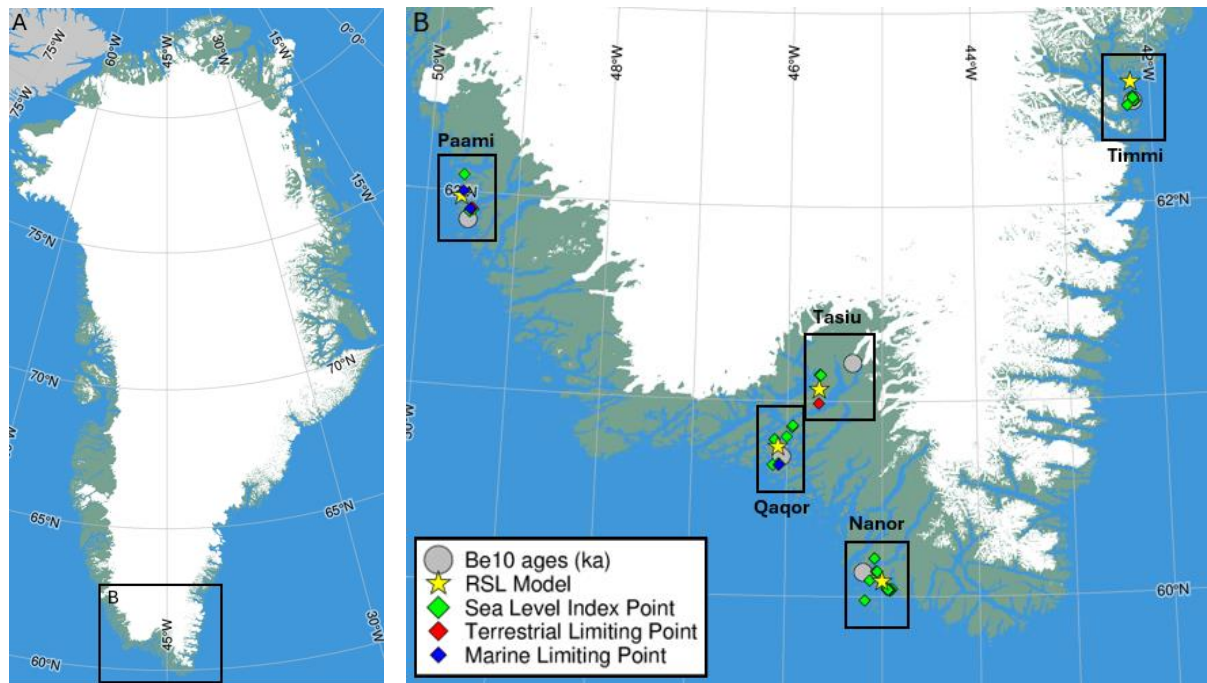 A
75°W
60°W
45°W
15°W
0°
0°
75°W
75°N
15°W
70°N
70°N
65°N
65°N
B
45°W
60°N
60°N
30°W
B
50°W
48°W
46°W
44°W
42°W
Paami
Timmi
62°N
Tasiu
Qaqor
Nanor
60°N
Be10 ages (ka)
RSL Model
Sea Level Index Point
Terrestrial Limiting Point
Marine Limiting Point